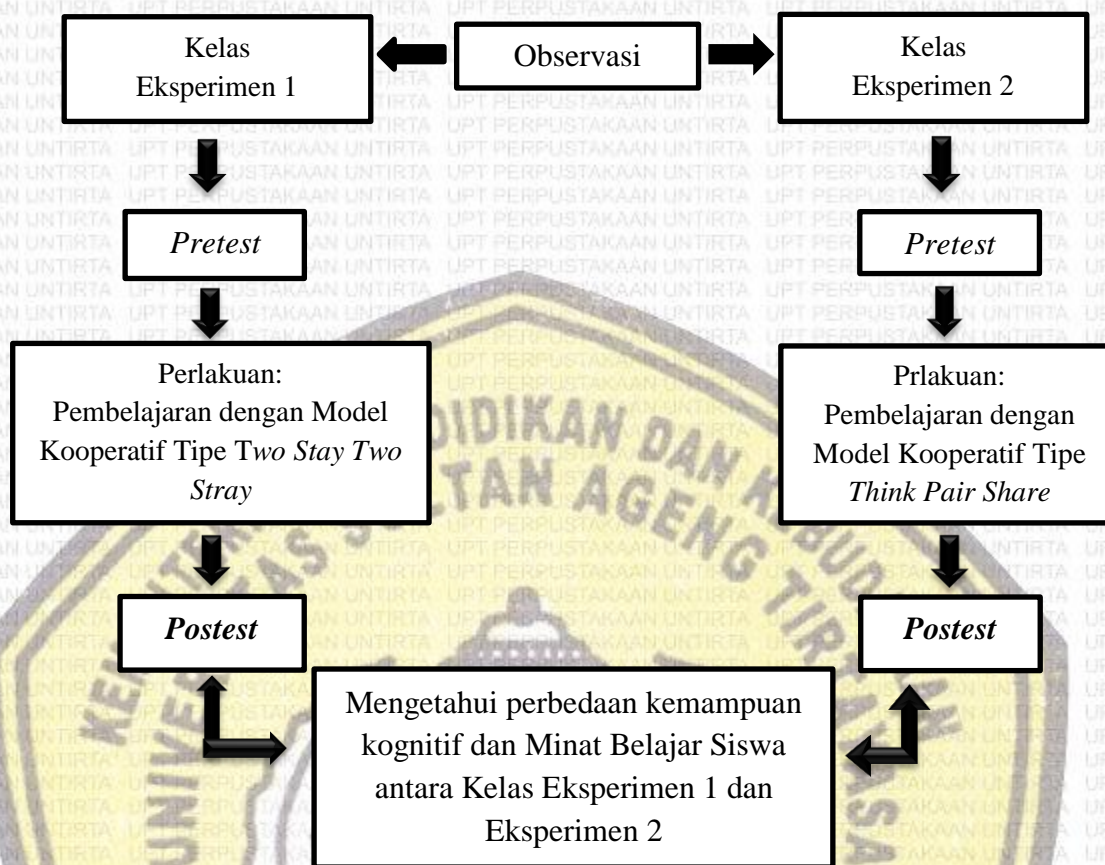 Kelas
Eksperimen 1
Observasi
Kelas
Eksperimen 2
Pretest
Pretest
Perlakuan:
Pembelajaran dengan Model
Kooperatif Tipe Two Stay Two
Stray
Prlakuan:
Pembelajaran dengan
Model Kooperatif Tipe
Think Pair Share
Postest
Postest
Mengetahui perbedaan kemampuan
kognitif dan Minat Belajar Siswa
antara Kelas Eksperimen 1 dan
Eksperimen 2